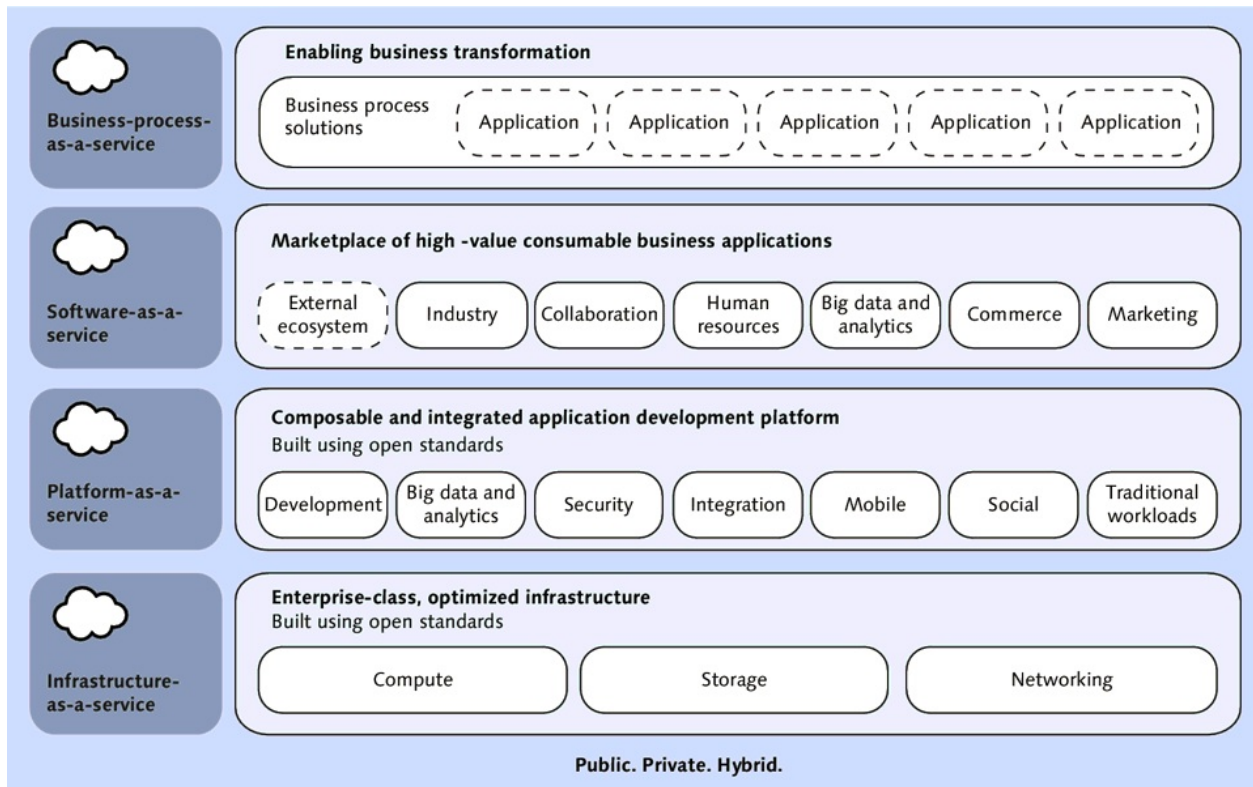 Business-process-
as-a-service
Enabling business transformation
Business process
solutions
Application
Application
Application
Application
Application
Software-as-a-
service
Marketplace of high -value consumable business applications
External
ecosystem
Industry
Collaboration
Human
resources
Big data and
analytics
Commerce
Marketing
Platform-as-a-
service
Composable and integrated application development platform
Built using open standards
Development
Big data and
analytics
Security
Integration
Mobile
Social
Traditional
workloads
Infrastructure-
as-a-service
Enterprise-class, optimized infrastructure
Built using open standards
Compute
Storage
Networking
Public. Private. Hybrid.